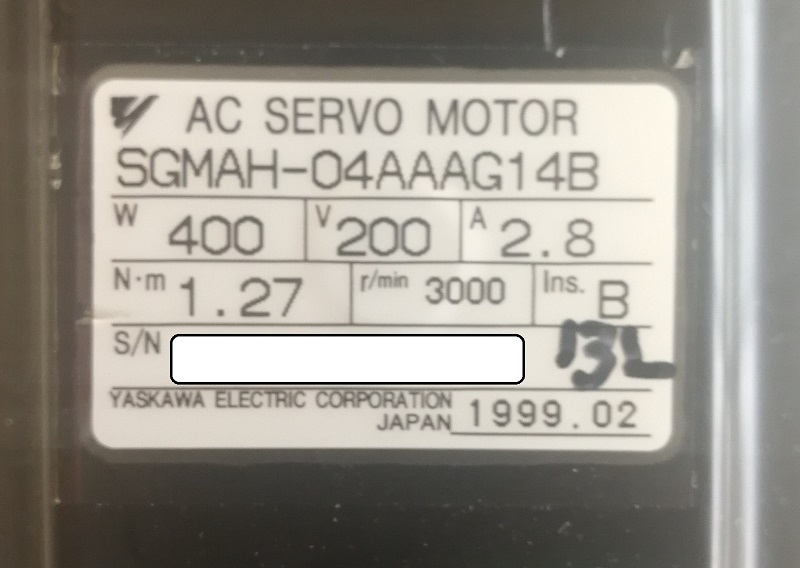 AC SERVO MOTOR
SGMAH-04AAAG14B
W 400 V 200 A 2.8
N·m 1.27 r/min 3000 Ins. B
S/N
YASKAWA ELECTRIC CORPORATION
JAPAN 1999.02